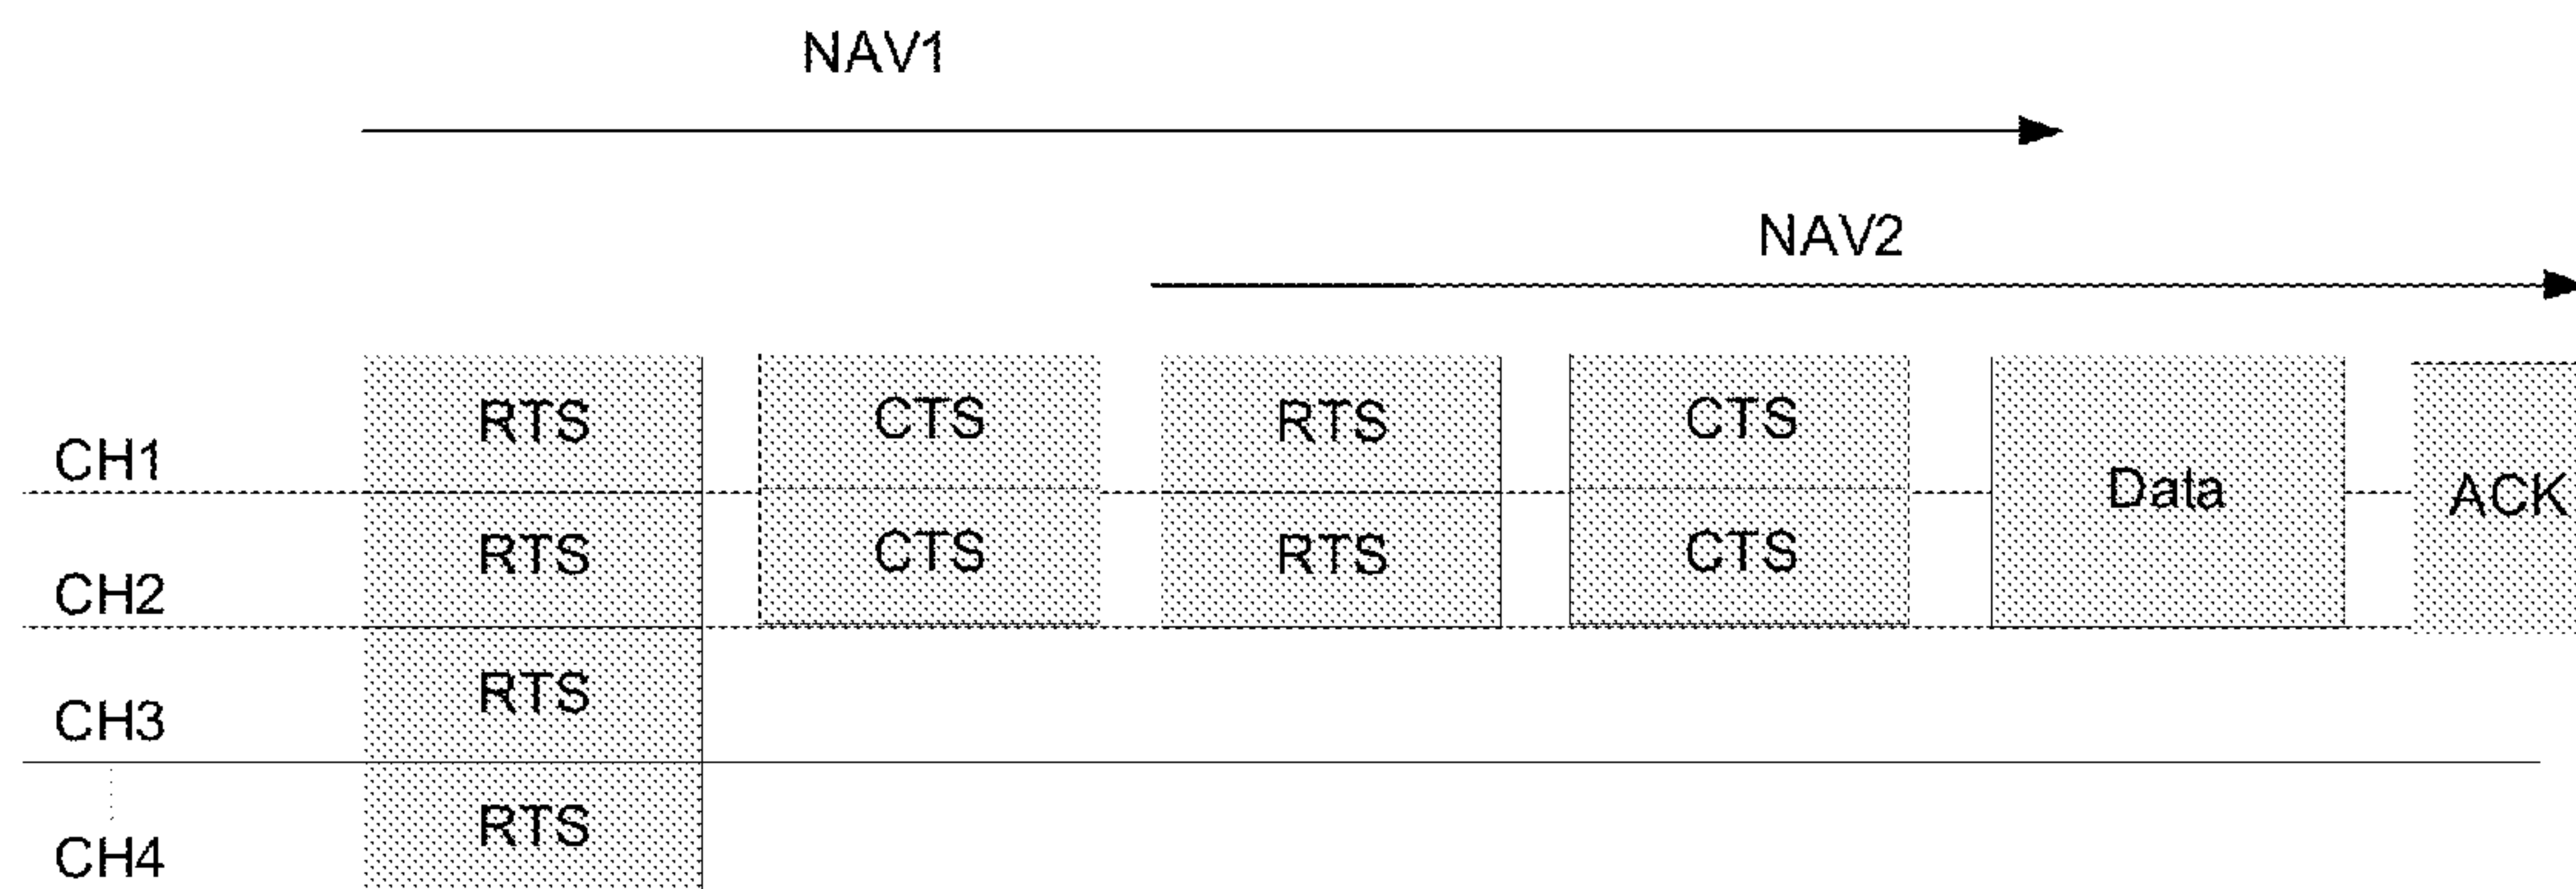 NAV1
NAV2
CH1 RTS CTS RTS CTS Data ACK
CH2 RTS CTS RTS CTS
CH3 RTS
CH4 RTS